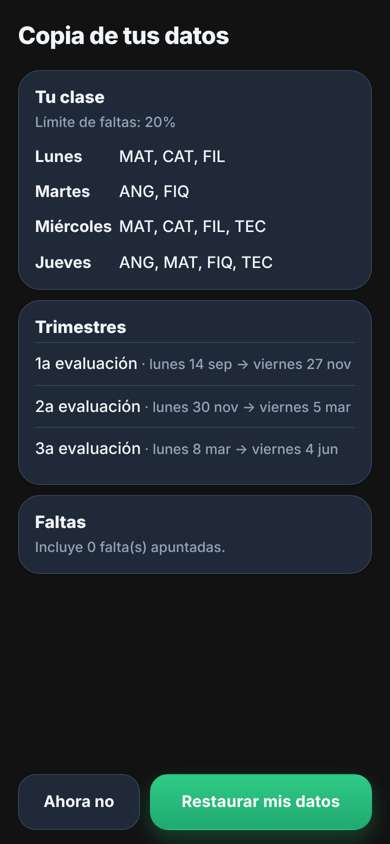 Copia de tus datos
Tu clase
Límite de faltas: 20%
Lunes MAT, CAT, FIL
Martes ANG, FIQ
Miércoles MAT, CAT, FIL, TEC
Jueves ANG, MAT, FIQ, TEC
Trimestres
1a evaluación · lunes 14 sep → viernes 27 nov
2a evaluación · lunes 30 nov → viernes 5 mar
3a evaluación · lunes 8 mar → viernes 4 jun
Faltas
Incluye 0 falta(s) apuntadas.
Ahora no
Restaurar mis datos